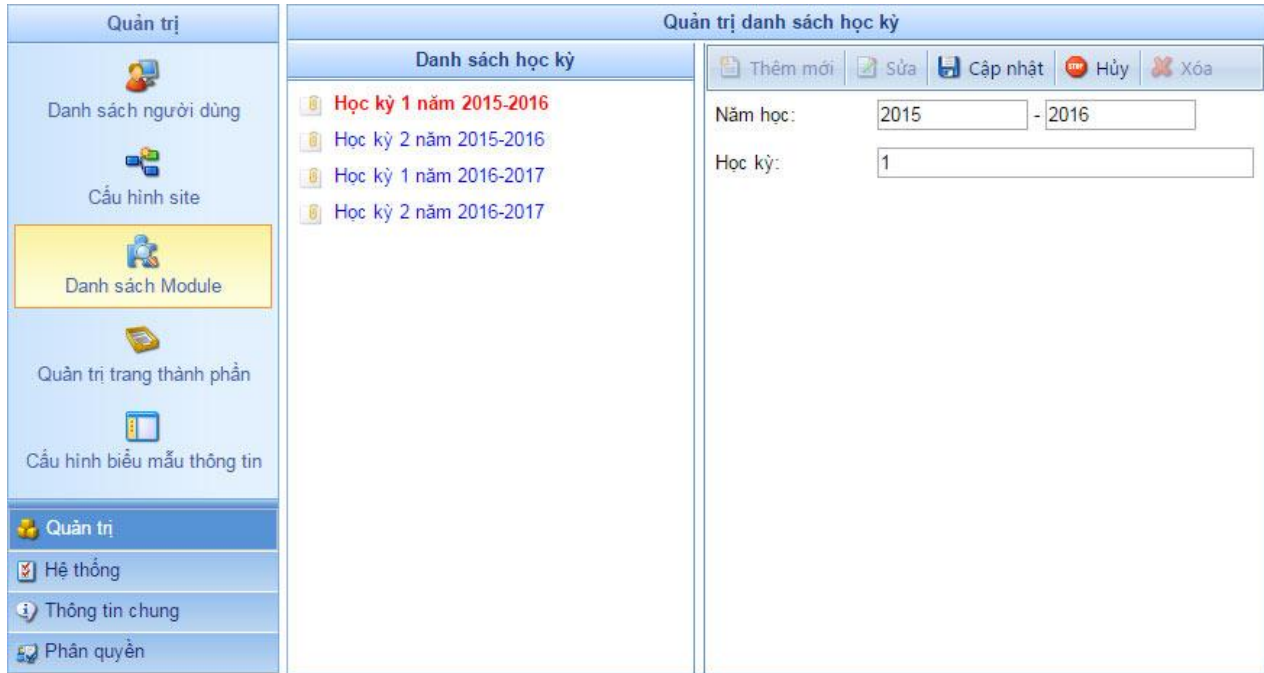 Quản trị
Danh sách người dùng
Cấu hình site
Danh sách Module
Quản trị trang thành phần
Cấu hình biểu mẫu thông tin
Quản trị
Hệ thống
Thông tin chung
Phân quyền
Quản trị danh sách học kỳ
Danh sách học kỳ
Học kỳ 1 năm 2015-2016
Học kỳ 2 năm 2015-2016
Học kỳ 1 năm 2016-2017
Học kỳ 2 năm 2016-2017
Thêm mới Sửa Cập nhật STOP Hủy Xóa
Năm học: 2015 - 2016
Học kỳ: 1